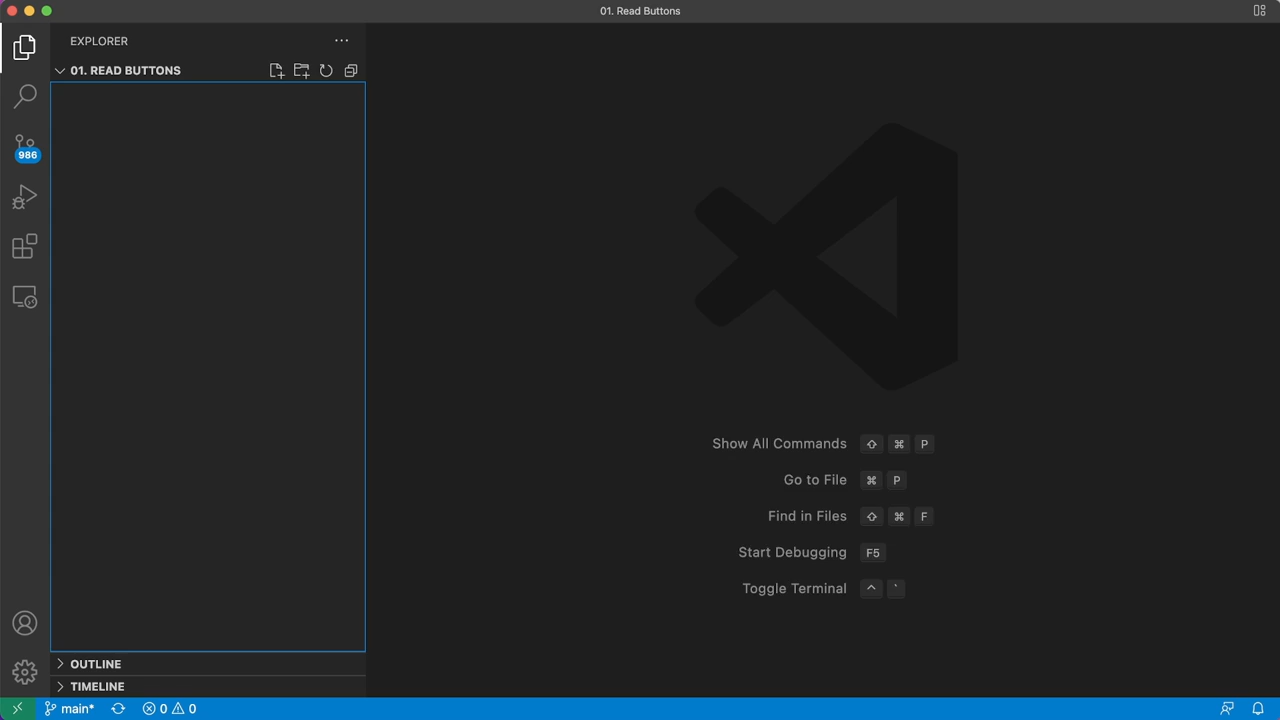 01. Read Buttons
EXPLORER
01. READ BUTTONS
986
Show All Commands ⇧ ⌘ P
Go to File ⌘ P
Find in Files ⇧ ⌘ F
Start Debugging F5
Toggle Terminal ^ `
OUTLINE
TIMELINE
main* 0 0